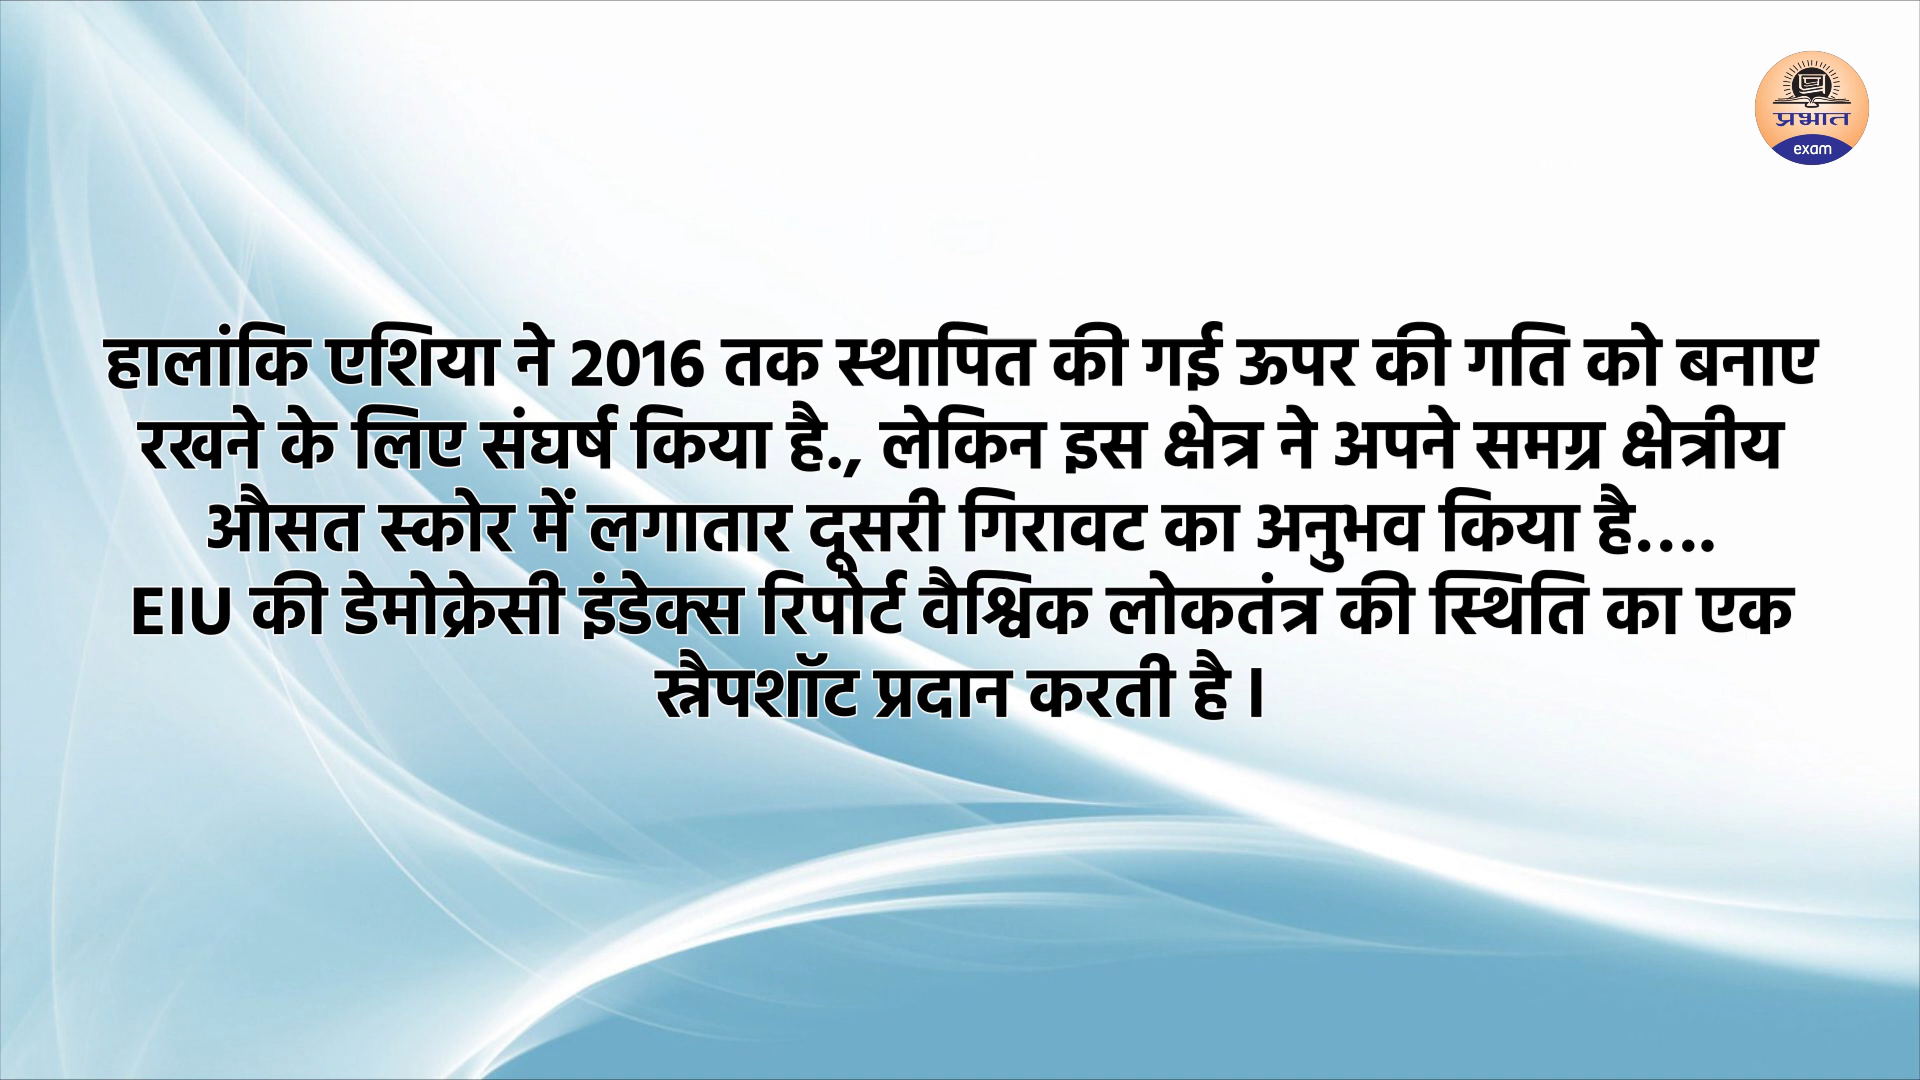 प्रभात
exam
हालांकि एशिया ने 2016 तक स्थापित की गई ऊपर की गति को बनाए
रखने के लिए संघर्ष किया है., लेकिन इस क्षेत्र ने अपने समग्र क्षेत्रीय
औसत स्कोर में लगातार दूसरी गिरावट का अनुभव किया है....
EIU की डेमोक्रेसी इंडेक्स रिपोर्ट वैश्विक लोकतंत्र की स्थिति का एक
स्नैपशॉट प्रदान करती है l